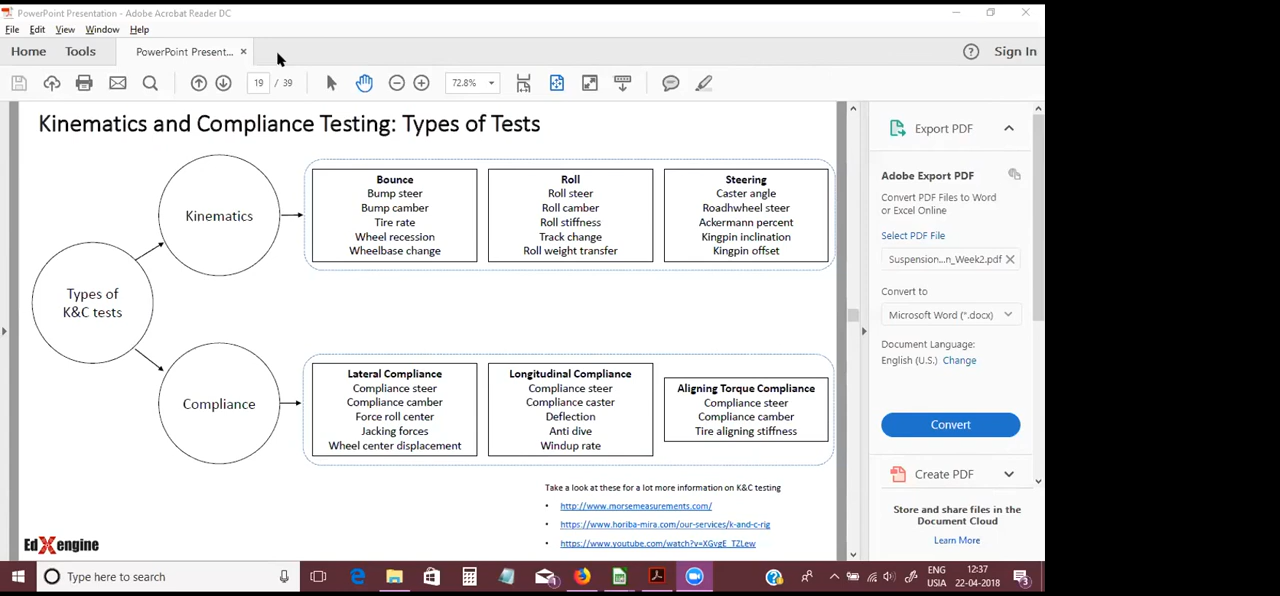 PowerPoint Presentation - Adobe Acrobat Reader DC
File Edit View Window Help
Home Tools PowerPoint Present... × Sign In
19 / 39 72.8%
Kinematics and Compliance Testing: Types of Tests
Types of
K&C tests
Kinematics
Bounce
Bump steer
Bump camber
Tire rate
Wheel recession
Wheelbase change
Roll
Roll steer
Roll camber
Roll stiffness
Track change
Roll weight transfer
Steering
Caster angle
Roadwheel steer
Ackermann percent
Kingpin inclination
Kingpin offset
Compliance
Lateral Compliance
Compliance steer
Compliance camber
Force roll center
Jacking forces
Wheel center displacement
Longitudinal Compliance
Compliance steer
Compliance caster
Deflection
Anti dive
Windup rate
Aligning Torque Compliance
Compliance steer
Compliance camber
Tire aligning stiffness
Take a look at these for a lot more information on K&C testing
• http://www.morsemeasurements.com/
• https://www.horiba-mira.com/our-services/k-and-c-rig
• https://www.youtube.com/watch?v=XGvgE_TZLew
EdXengine
Export PDF
Adobe Export PDF
Convert PDF Files to Word
or Excel Online
Select PDF File
Suspension...n_Week2.pdf
Convert to
Microsoft Word (*.docx)
Document Language:
English (U.S.) Change
Convert
Create PDF
Store and share files in the
Document Cloud
Learn More
Type here to search
ENG
USIA
12:37
22-04-2018